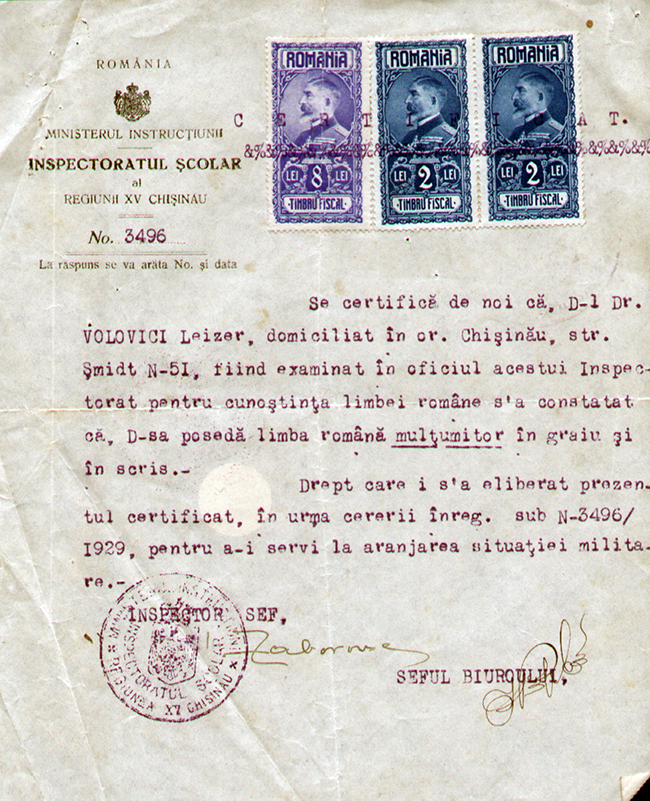 ROMÂNIA
MINISTERUL INSTRUCŢIUNII
INSPECTORATUL ŞCOLAR
al
REGIUNII XV CHIŞINĂU
No. 3496
La răspuns se va arăta No. şi data
ROMANIA ROMANIA ROMANIA
C E R T I F I C A T.
LEI 8 LEI LEI 2 LEI LEI 2 LEI
·TIMBRU FISCAL· ·TIMBRU FISCAL· ·TIMBRU FISCAL·
Se certifică de noi că, D-l Dr.
VOLOVICI Leizer, domiciliat în or. Chişinău, str.
Şmidt N-5I, fiind examinat în oficiul acestui Inspec-
torat pentru cunoştinţa limbei române s'a constatat
că, D-sa posedă limba română mulţumitor în graiu şi
în scris.-
Drept care i s'a eliberat prezen-
tul certificat, în urma cererii înreg. sub N-3496/
I929, pentru a-i servi la aranjarea situaţiei milita-
re.-
INSPECTOR SEF,
SEFUL BIUROULUI,
INSPECTORATUL ŞCOLAR
REGIUNEA XV CHIŞINAU